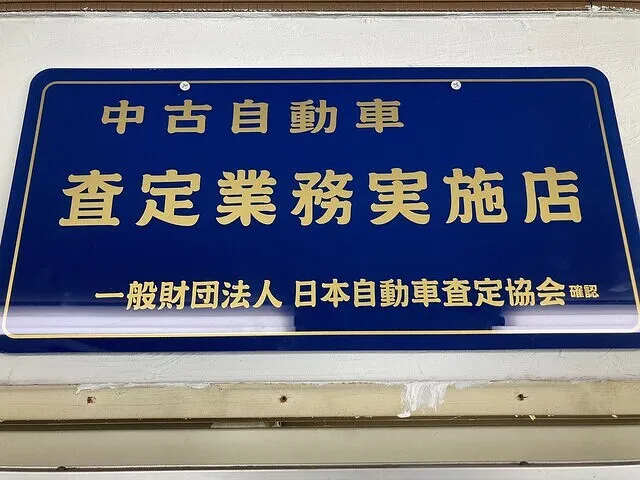 中古自動車
査定業務実施店
一般財団法人 日本自動車査定協会 確認